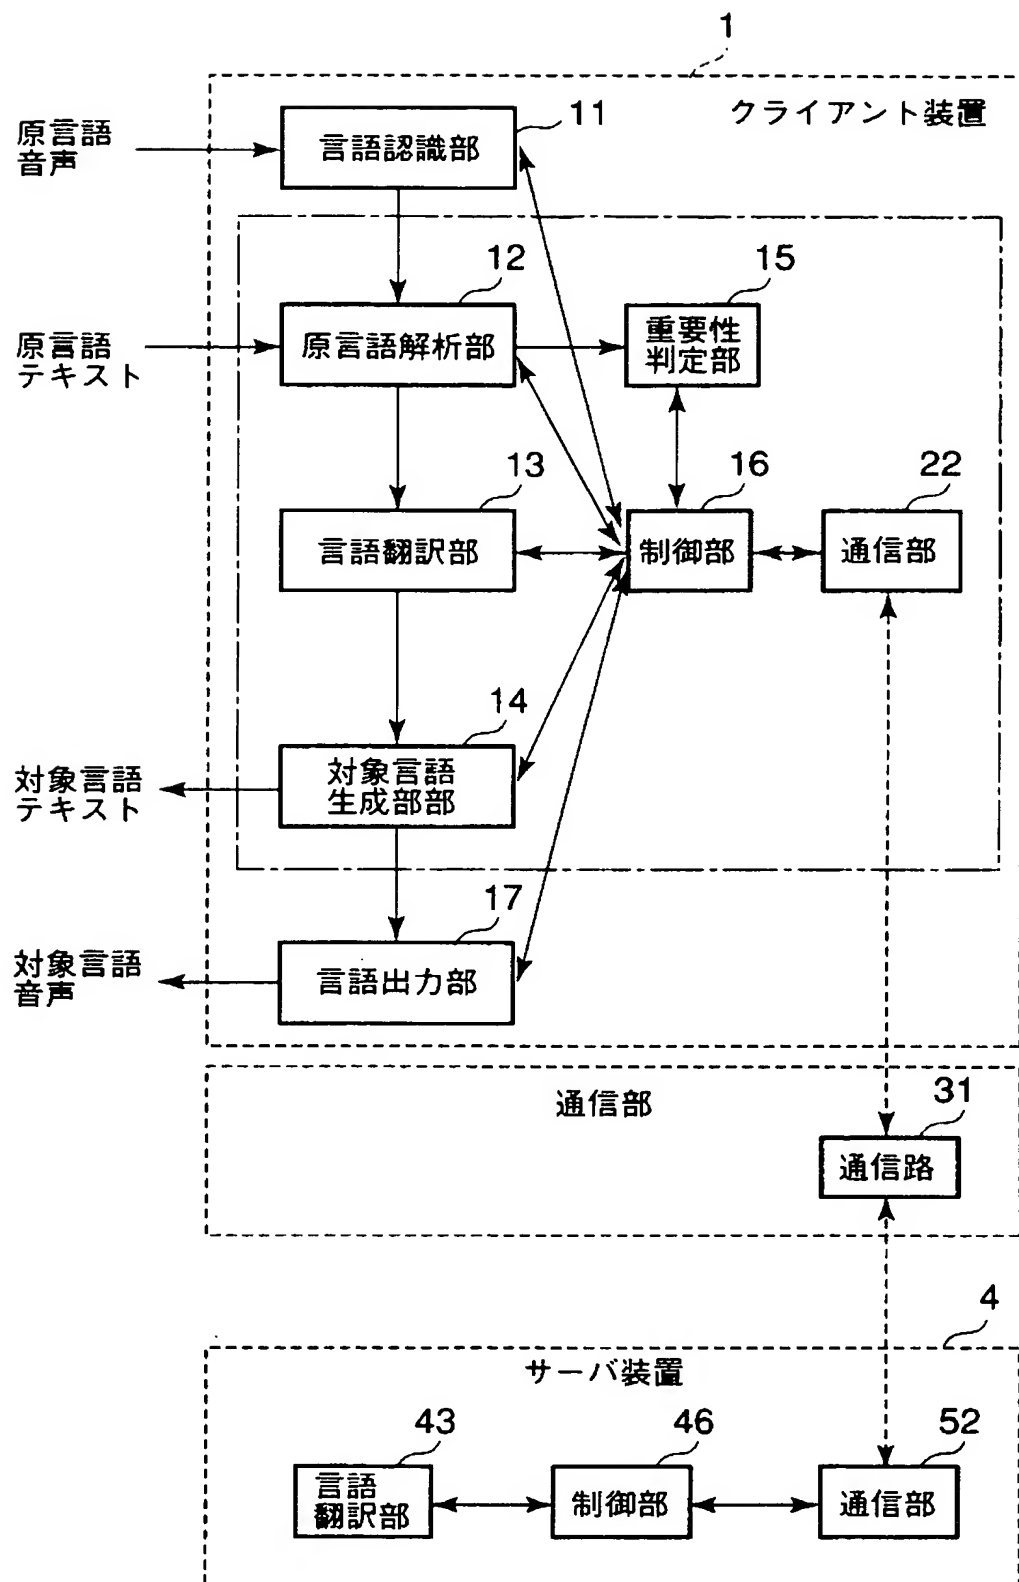 1
クライアント装置
原言語
音声
言語認識部
11
12
15
原言語
テキスト
原言語解析部
重要性
判定部
13
16
22
言語翻訳部
制御部
通信部
14
対象言語
テキスト
対象言語
生成部部
17
対象言語
音声
言語出力部
通信部
31
通信路
4
サーバ装置
43
46
52
言語
翻訳部
制御部
通信部